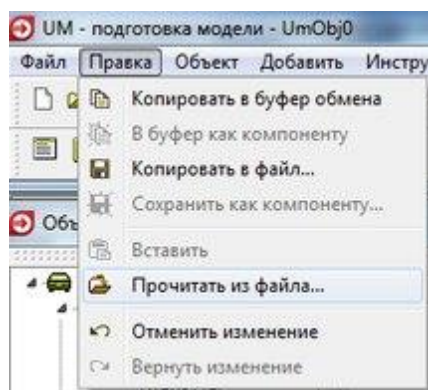 UM - подготовка модели - UmObj0
Файл Правка Объект Добавить Инстру
Копировать в буфер обмена
В буфер как компоненту
Копировать в файл...
Сохранить как компоненту...
Объ
Вставить
Прочитать из файла...
Отменить изменение
Вернуть изменение